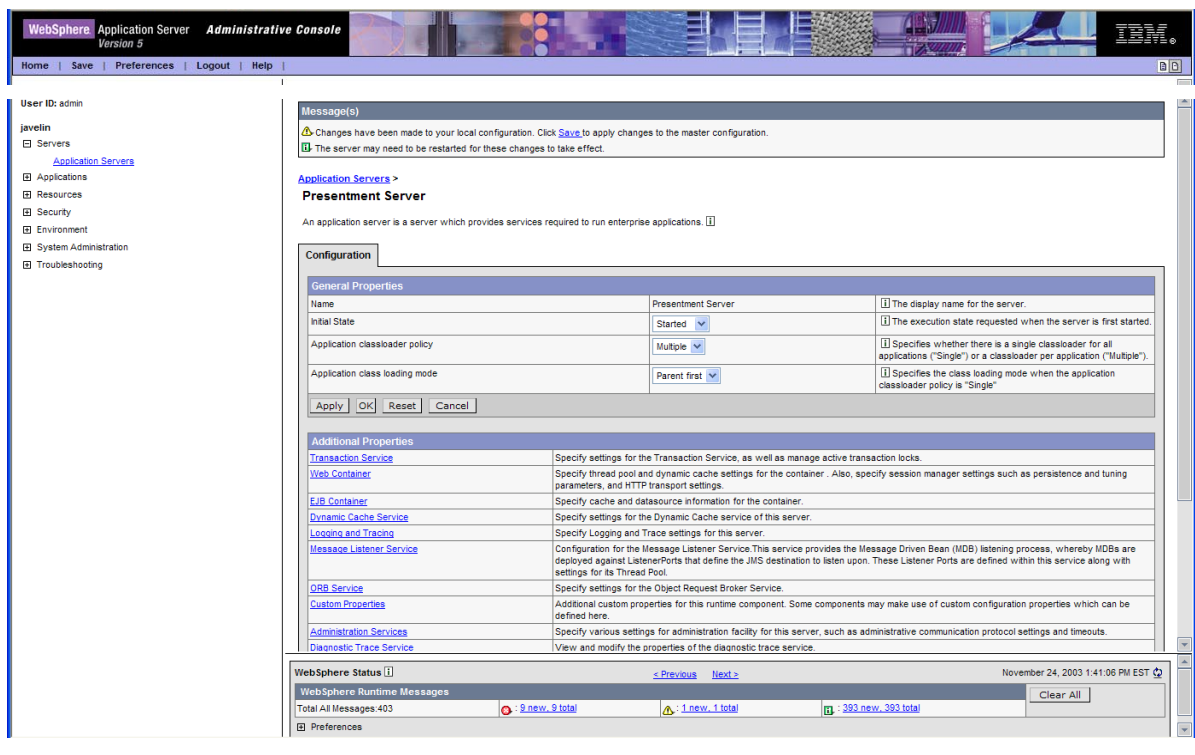 WebSphere Application Server Administrative Console
Version 5
IBM
Home | Save | Preferences | Logout | Help |
User ID: admin
javelin
Servers
Application Servers
Applications
Resources
Security
Environment
System Administration
Troubleshooting
Message(s)
Changes have been made to your local configuration. Click Save to apply changes to the master configuration.
The server may need to be restarted for these changes to take effect.
Application Servers >
Presentment Server
An application server is a server which provides services required to run enterprise applications.
Configuration
General Properties
Name Presentment Server The display name for the server.
Initial State Started The execution state requested when the server is first started.
Application classloader policy Multiple Specifies whether there is a single classloader for all
applications ("Single") or a classloader per application ("Multiple").
Application class loading mode Parent first Specifies the class loading mode when the application
classloader policy is "Single"
Apply OK Reset Cancel
Additional Properties
Transaction Service Specify settings for the Transaction Service, as well as manage active transaction locks.
Web Container Specify thread pool and dynamic cache settings for the container . Also, specify session manager settings such as persistence and tuning
parameters, and HTTP transport settings.
EJB Container Specify cache and datasource information for the container.
Dynamic Cache Service Specify settings for the Dynamic Cache service of this server.
Logging and Tracing Specify Logging and Trace settings for this server.
Message Listener Service Configuration for the Message Listener Service.This service provides the Message Driven Bean (MDB) listening process, whereby MDBs are
deployed against ListenerPorts that define the JMS destination to listen upon. These Listener Ports are defined within this service along with
settings for its Thread Pool.
ORB Service Specify settings for the Object Request Broker Service.
Custom Properties Additional custom properties for this runtime component. Some components may make use of custom configuration properties which can be
defined here.
Administration Services Specify various settings for administration facility for this server, such as administrative communication protocol settings and timeouts.
Diagnostic Trace Service View and modify the properties of the diagnostic trace service.
WebSphere Status < Previous Next > November 24, 2003 1:41:06 PM EST
WebSphere Runtime Messages Clear All
Total All Messages:403 : 9 new, 9 total : 1 new, 1 total : 393 new, 393 total
Preferences